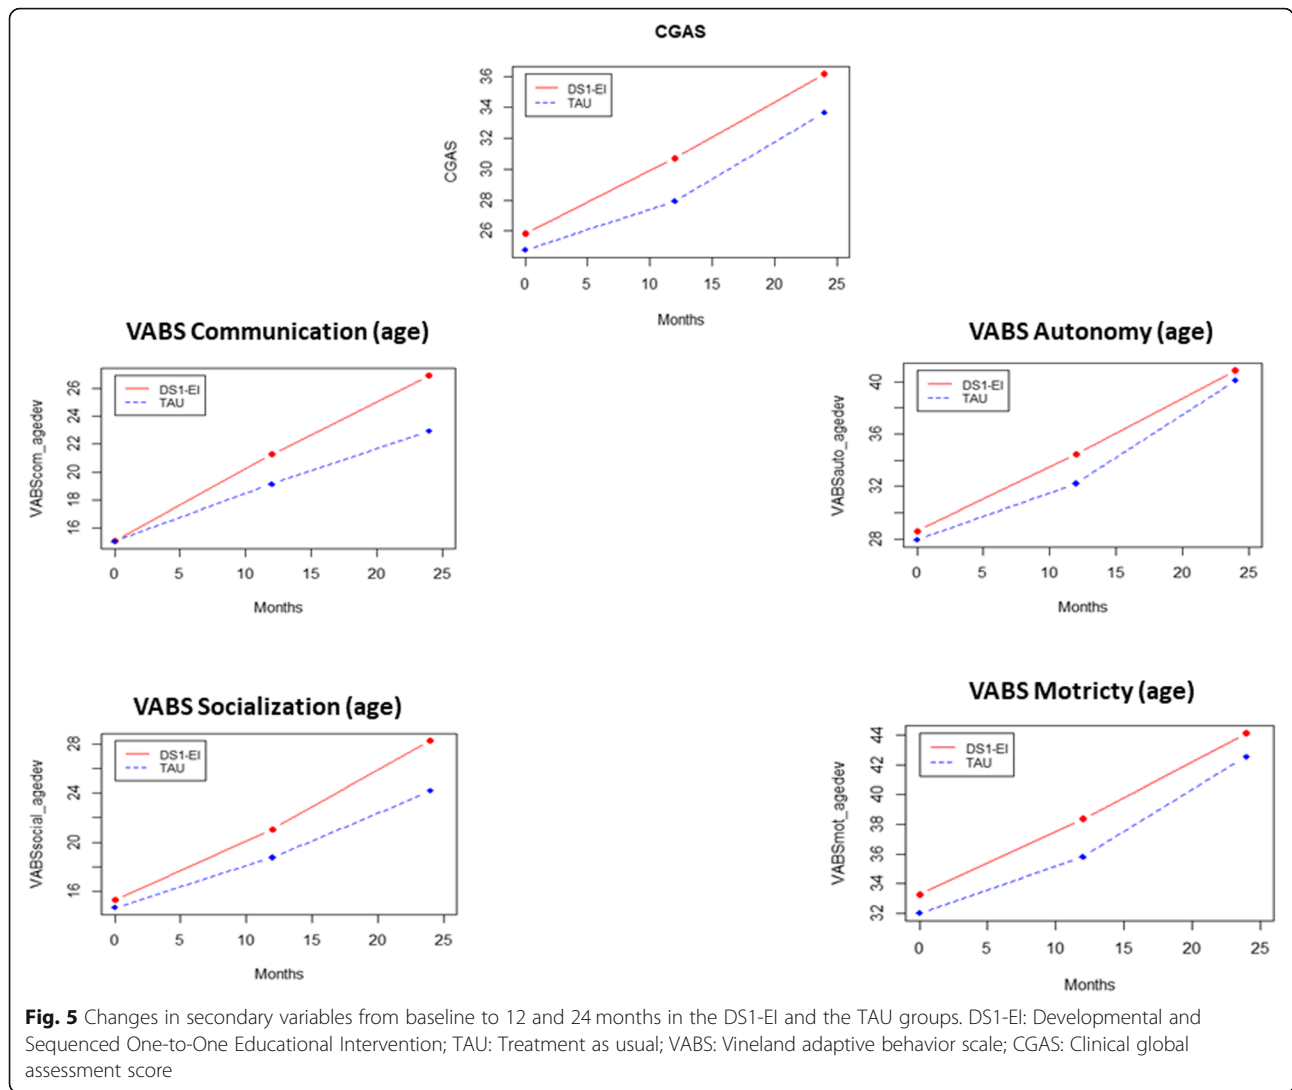 CGAS
DS1-EI
TAU
CGAS
36
34
32
30
28
26
0 5 10 15 20 25
Months
VABS Communication (age)
DS1-EI
TAU
VABScom_agedev
26
24
22
20
18
16
0 5 10 15 20 25
Months
VABS Autonomy (age)
DS1-EI
TAU
VABSauto_agedev
40
36
32
28
0 5 10 15 20 25
Months
VABS Socialization (age)
DS1-EI
TAU
VABSsocial_agedev
28
24
20
16
0 5 10 15 20 25
Months
VABS Motricty (age)
DS1-EI
TAU
VABSmot_agedev
44
42
40
38
36
34
32
0 5 10 15 20 25
Months
Fig. 5 Changes in secondary variables from baseline to 12 and 24 months in the DS1-EI and the TAU groups. DS1-EI: Developmental and
Sequenced One-to-One Educational Intervention; TAU: Treatment as usual; VABS: Vineland adaptive behavior scale; CGAS: Clinical global
assessment score